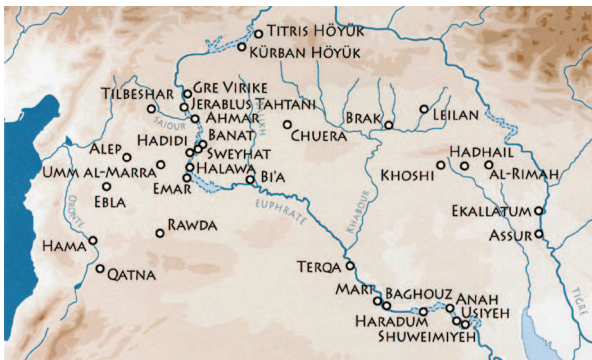 TITRIS HÖYÜK
KÜRBAN HÖYÜK
GRE VIRIKE
TILBESHAR
JERABLUS TAHTANI
AHMAR
SAJOUR
BALIKH
BRAK
LEILAN
BANAT
CHUERA
HADIDI
SWEYHAT
ALEP
HALAWA
UMM AL-MARRA
EMAR
BI'A
KHOSHI
HADHAIL
AL-RIMAH
EBLA
ORONTE
EUPHRATE
KHABOUR
EKALLATUM
ASSUR
RAWDA
HAMA
QATNA
TERQA
TIGRE
MARI
BAGHOUZ
ANAH
HARADUM
USIYEH
SHUWEIMIYEH